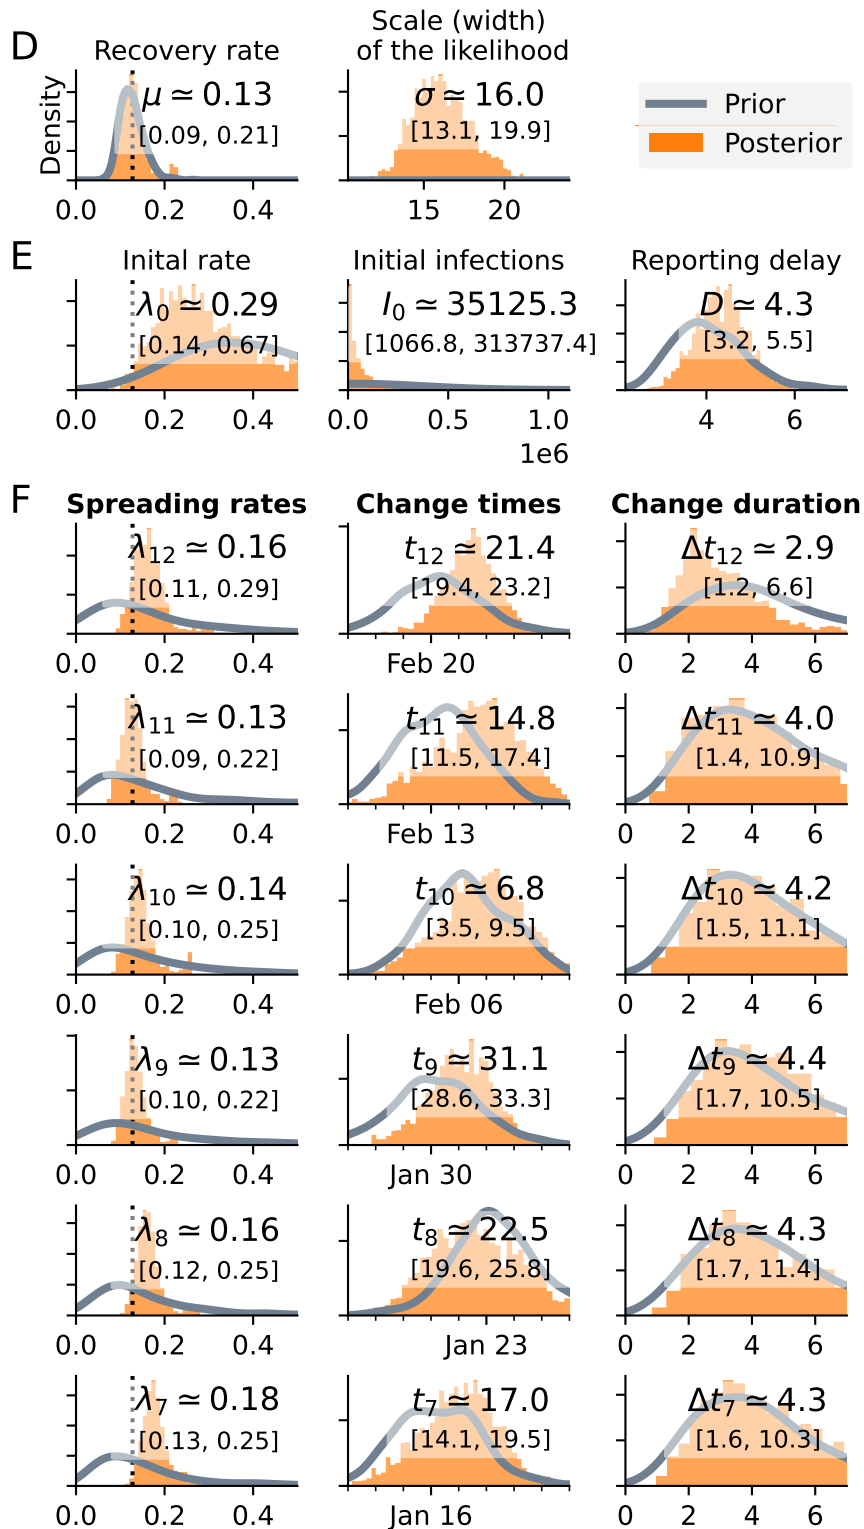 D
Recovery rate
Scale (width)
of the likelihood
Density
μ ≃ 0.13
[0.09, 0.21]
σ ≃ 16.0
[13.1, 19.9]
Prior
Posterior
0.0 0.2 0.4
15 20
E
Inital rate
Initial infections
Reporting delay
λ0 ≃ 0.29
[0.14, 0.67]
I0 ≃ 35125.3
[1066.8, 313737.4]
D ≃ 4.3
[3.2, 5.5]
0.0 0.2 0.4
0.0 0.5 1.0
1e6
4 6
F
Spreading rates
Change times
Change duration
λ12 ≃ 0.16
[0.11, 0.29]
t12 ≃ 21.4
[19.4, 23.2]
Δt12 ≃ 2.9
[1.2, 6.6]
0.0 0.2 0.4
Feb 20
0 2 4 6
λ11 ≃ 0.13
[0.09, 0.22]
t11 ≃ 14.8
[11.5, 17.4]
Δt11 ≃ 4.0
[1.4, 10.9]
0.0 0.2 0.4
Feb 13
0 2 4 6
λ10 ≃ 0.14
[0.10, 0.25]
t10 ≃ 6.8
[3.5, 9.5]
Δt10 ≃ 4.2
[1.5, 11.1]
0.0 0.2 0.4
Feb 06
0 2 4 6
λ9 ≃ 0.13
[0.10, 0.22]
t9 ≃ 31.1
[28.6, 33.3]
Δt9 ≃ 4.4
[1.7, 10.5]
0.0 0.2 0.4
Jan 30
0 2 4 6
λ8 ≃ 0.16
[0.12, 0.25]
t8 ≃ 22.5
[19.6, 25.8]
Δt8 ≃ 4.3
[1.7, 11.4]
0.0 0.2 0.4
Jan 23
0 2 4 6
λ7 ≃ 0.18
[0.13, 0.25]
t7 ≃ 17.0
[14.1, 19.5]
Δt7 ≃ 4.3
[1.6, 10.3]
0.0 0.2 0.4
Jan 16
0 2 4 6